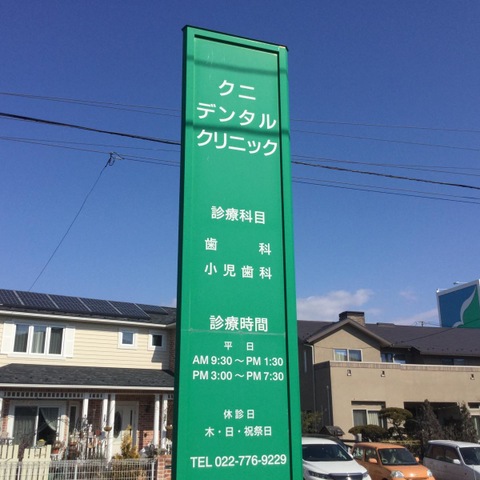 クニ
デンタル
クリニック
診療科目
歯科
小児歯科
診療時間
平日
AM 9:30～PM 1:30
PM 3:00～PM 7:30
休診日
木・日・祝祭日
TEL 022-776-9229